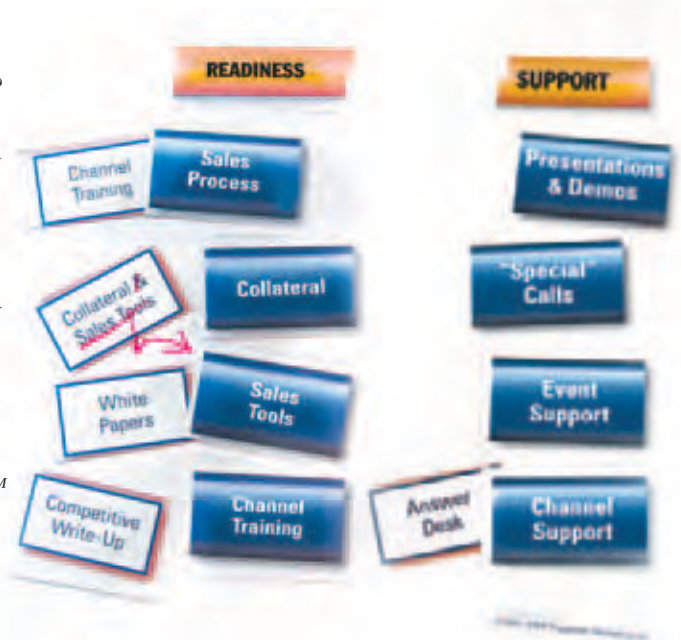 READINESS
SUPPORT
Channel
Training
Sales
Process
Presentations
& Demos
Collateral &
Sales Tools
Collateral
"Special"
Calls
White
Papers
Sales
Tools
Event
Support
Competitive
Write-Up
Channel
Training
Answer
Desk
Channel
Support